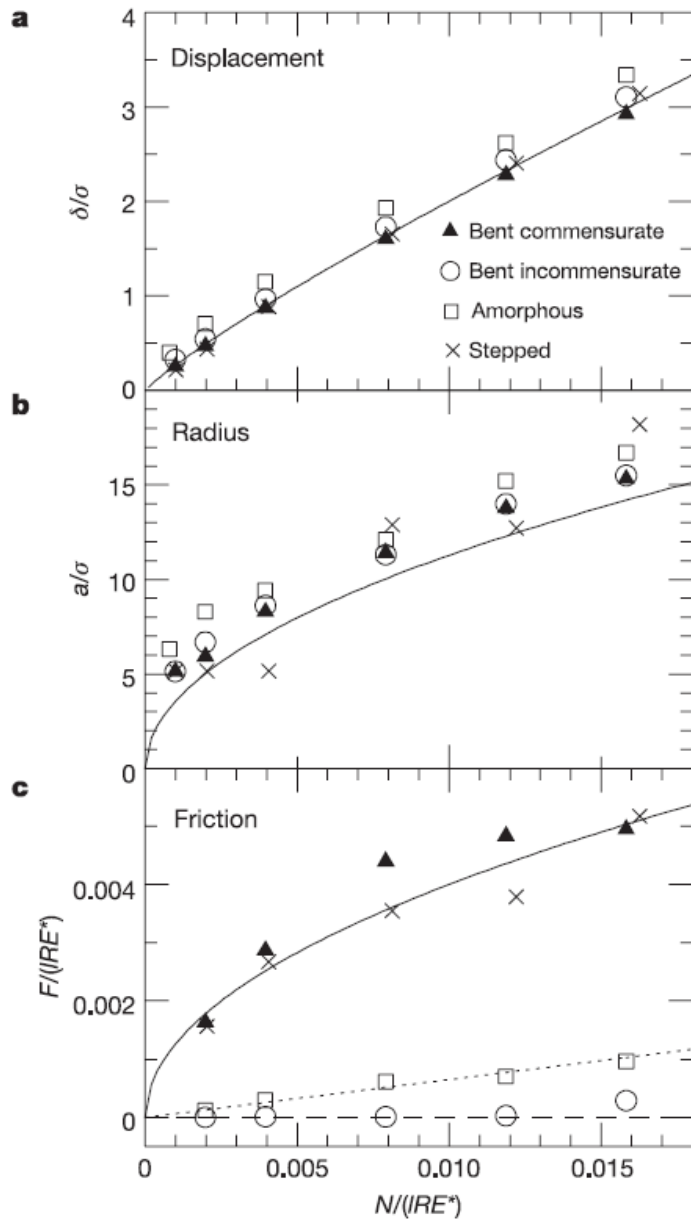 a
4
Displacement
3
δ/σ
2
▲ Bent commensurate
○ Bent incommensurate
1
□ Amorphous
× Stepped
0
b
Radius
15
a/σ
10
5
0
c
Friction
0.004
F/(lRE*)
0.002
0
0 0.005 0.010 0.015
N/(lRE*)